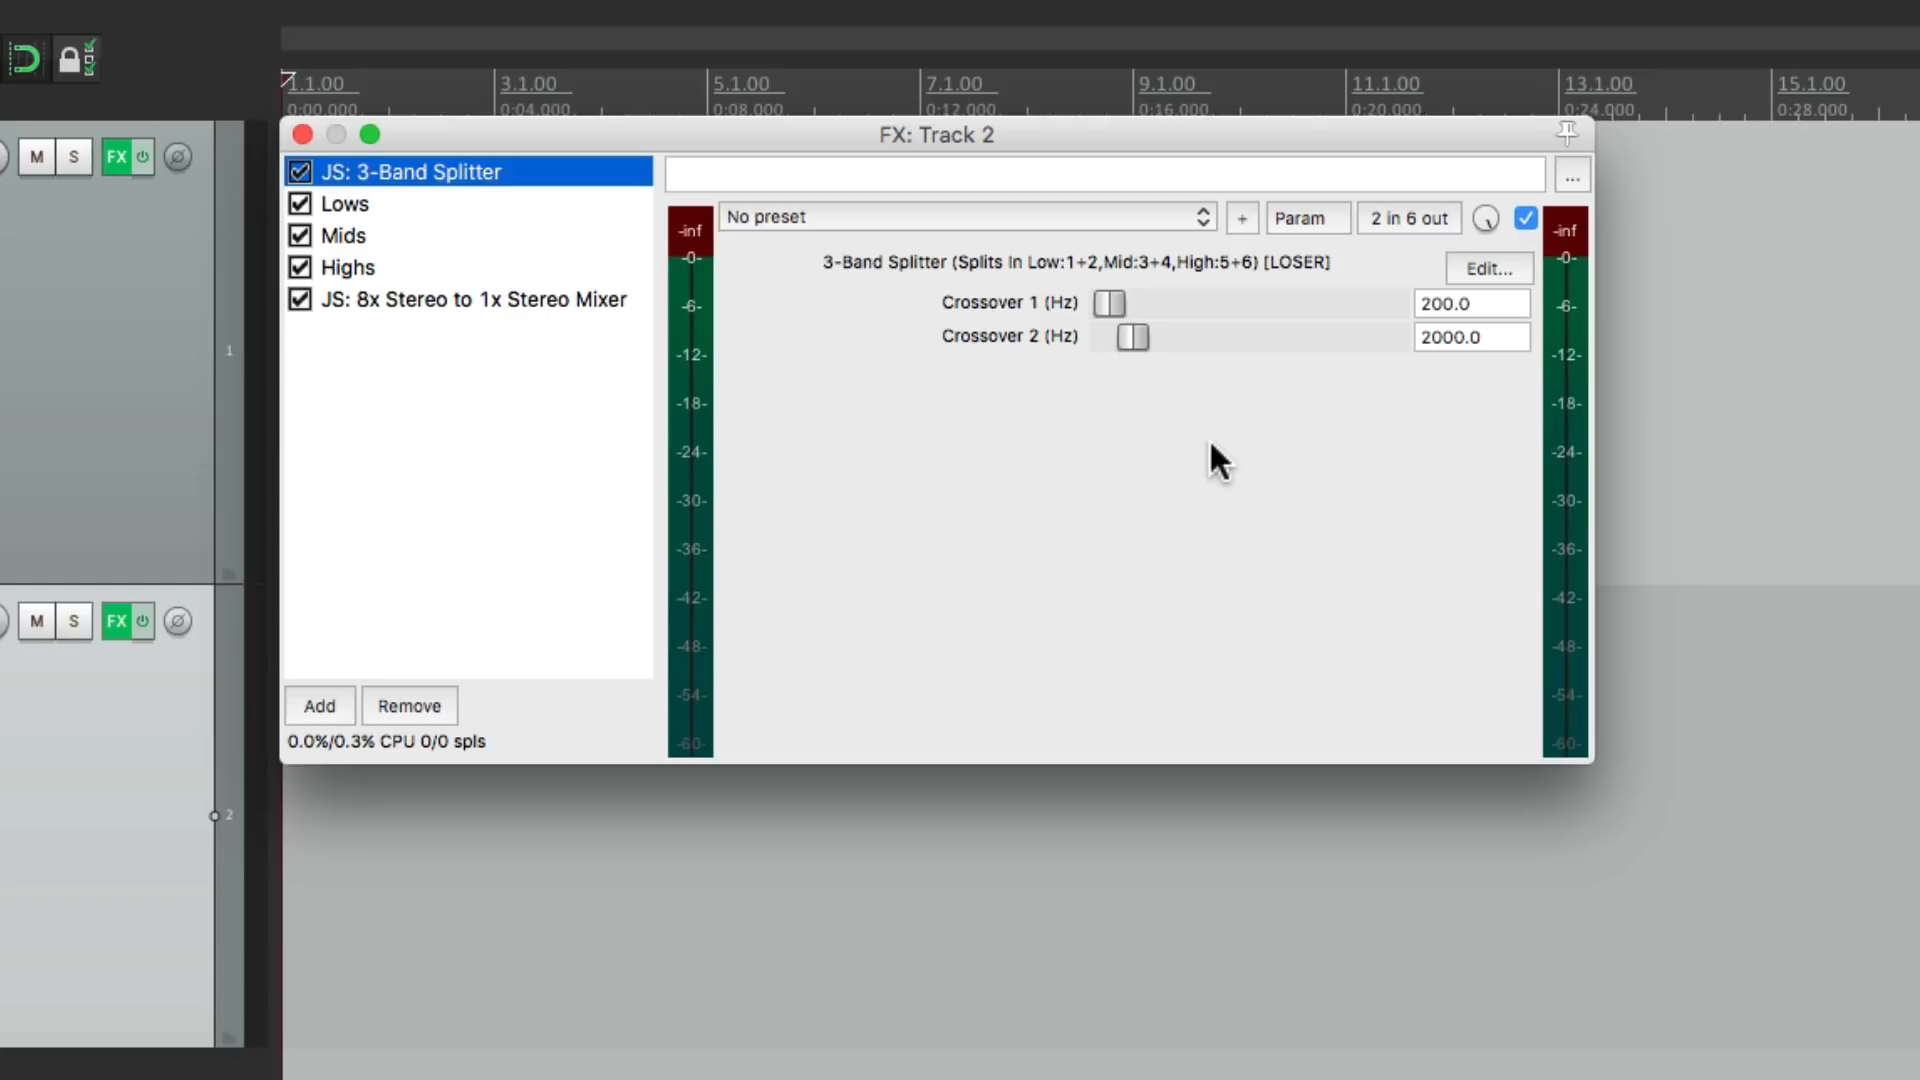 1.1.00 3.1.00 5.1.00 7.1.00 9.1.00 11.1.00 13.1.00 15.1.00
0:00.000 0:04.000 0:08.000 0:12.000 0:16.000 0:20.000 0:24.000 0:28.000
FX: Track 2
M S FX
JS: 3-Band Splitter
...
Lows
No preset + Param 2 in 6 out
Mids
Highs
JS: 8x Stereo to 1x Stereo Mixer
3-Band Splitter (Splits In Low:1+2,Mid:3+4,High:5+6) [LOSER]
Edit...
Crossover 1 (Hz) 200.0
Crossover 2 (Hz) 2000.0
-inf
-0-
-6-
-12-
-18-
-24-
-30-
-36-
-42-
-48-
-54-
-60-
-inf
-0-
-6-
-12-
-18-
-24-
-30-
-36-
-42-
-48-
-54-
-60-
1
M S FX
Add Remove
0.0%/0.3% CPU 0/0 spls
2